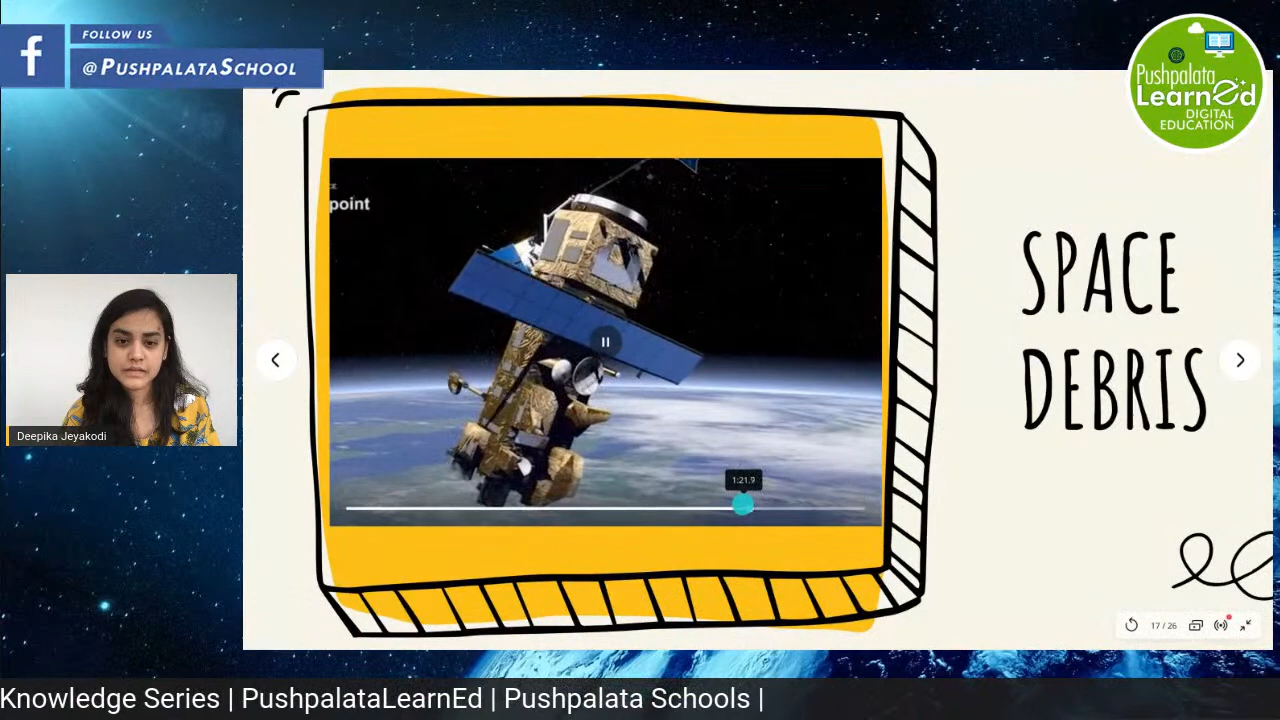 FOLLOW US
@PUSHPALATASCHOOL
Pushpalata
LearnEd
DIGITAL
EDUCATION
point
SPACE
DEBRIS
Deepika Jeyakodi
1:21.9
17 / 26
Knowledge Series | PushpalataLearnEd | Pushpalata Schools |